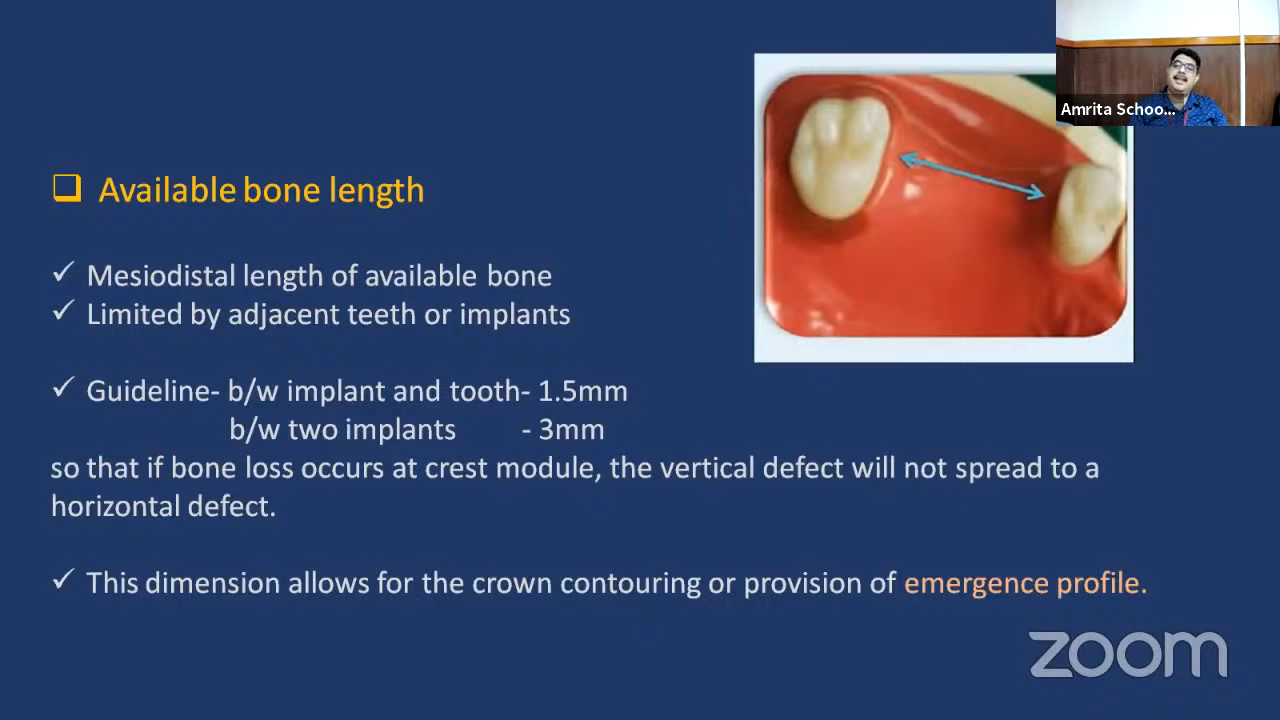 Amrita Schoo...
Available bone length
Mesiodistal length of available bone
Limited by adjacent teeth or implants
Guideline- b/w implant and tooth- 1.5mm
b/w two implants - 3mm
so that if bone loss occurs at crest module, the vertical defect will not spread to a
horizontal defect.
This dimension allows for the crown contouring or provision of emergence profile.
zoom